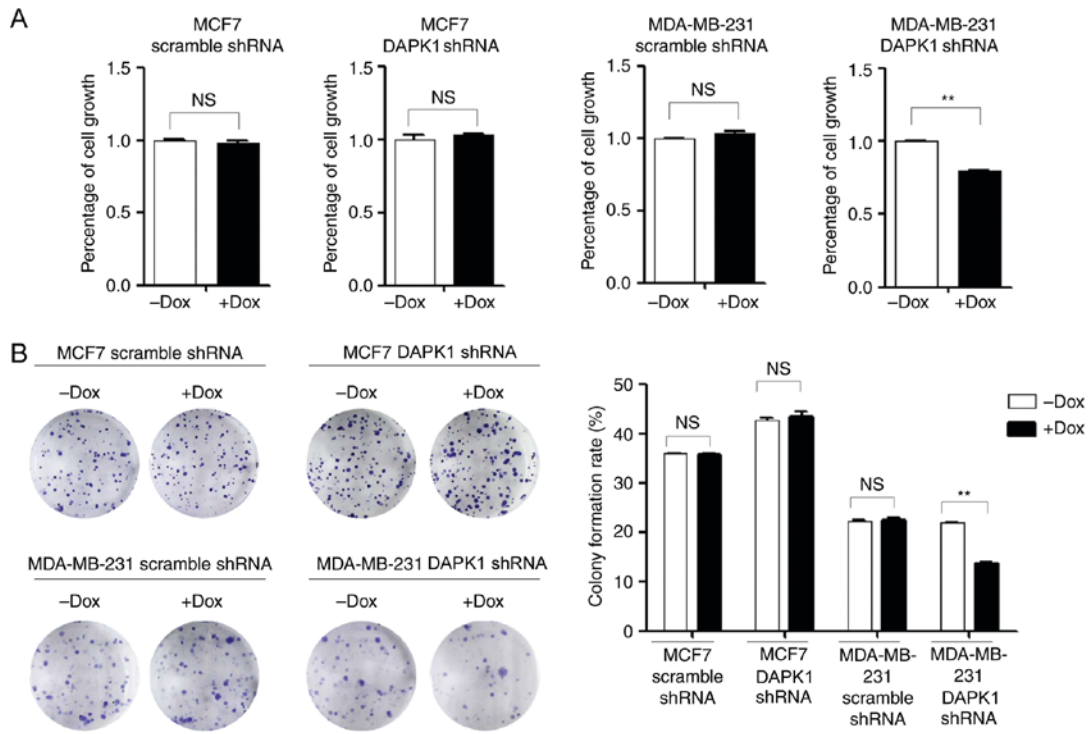 A
MCF7
scramble shRNA
Percentage of cell growth
1.5
1.0
0.5
0.0
NS
–Dox
+Dox
MCF7
DAPK1 shRNA
Percentage of cell growth
1.5
1.0
0.5
0.0
NS
–Dox
+Dox
MDA-MB-231
scramble shRNA
Percentage of cell growth
1.5
1.0
0.5
0.0
NS
–Dox
+Dox
MDA-MB-231
DAPK1 shRNA
Percentage of cell growth
1.5
1.0
0.5
0.0
**
–Dox
+Dox
B
MCF7 scramble shRNA
–Dox
+Dox
MCF7 DAPK1 shRNA
–Dox
+Dox
MDA-MB-231 scramble shRNA
–Dox
+Dox
MDA-MB-231 DAPK1 shRNA
–Dox
+Dox
Colony formation rate (%)
50
40
30
20
10
0
NS
NS
NS
**
–Dox
+Dox
MCF7
scramble
shRNA
MCF7
DAPK1
shRNA
MDA-MB-
231
scramble
shRNA
MDA-MB-
231
DAPK1
shRNA